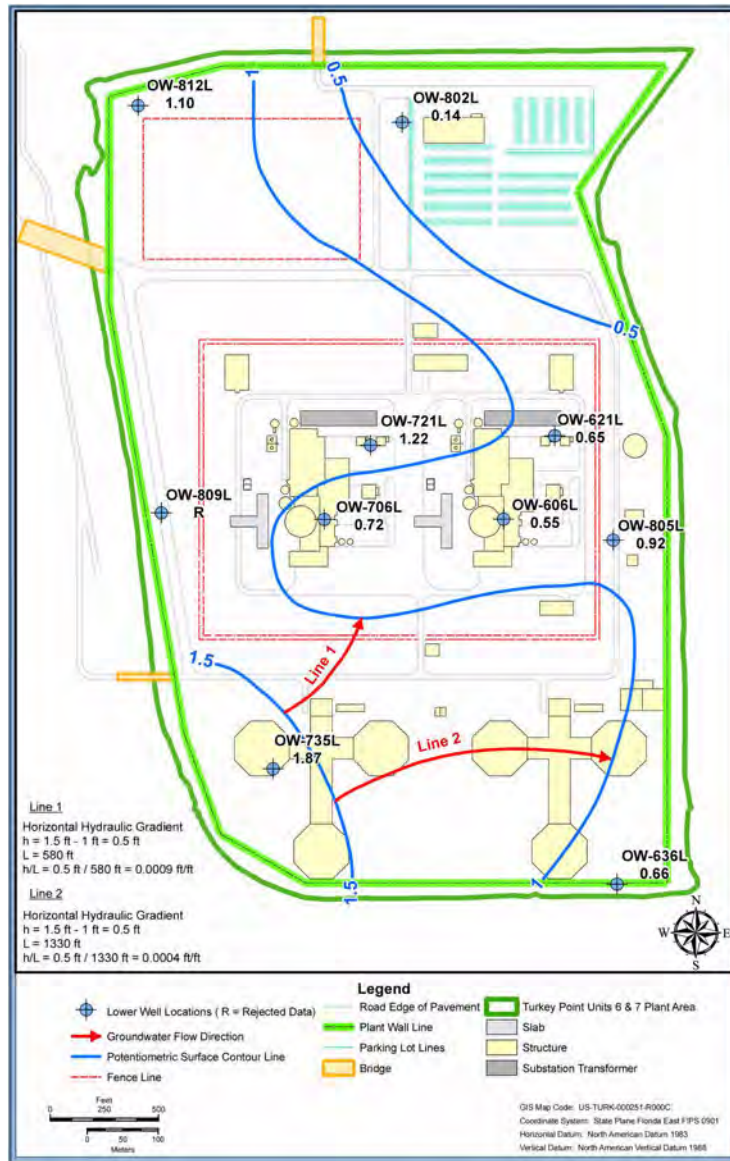 1
0.5
OW-812L
1.10
OW-802L
0.14
0.5
OW-721L
1.22
OW-621L
0.65
OW-809L
R
OW-706L
0.72
OW-606L
0.55
OW-805L
0.92
1.5
Line 1
OW-735L
1.87
Line 2
Line 1
Horizontal Hydraulic Gradient
h = 1.5 ft - 1 ft = 0.5 ft
L = 580 ft
h/L = 0.5 ft / 580 ft = 0.0009 ft/ft
Line 2
Horizontal Hydraulic Gradient
h = 1.5 ft - 1 ft = 0.5 ft
L = 1330 ft
h/L = 0.5 ft / 1330 ft = 0.0004 ft/ft
1.5
1
OW-636L
0.66
N
W E
S
Legend
Lower Well Locations ( R = Rejected Data)
Groundwater Flow Direction
Potentiometric Surface Contour Line
Fence Line
Road Edge of Pavement
Plant Wall Line
Parking Lot Lines
Bridge
Turkey Point Units 6 & 7 Plant Area
Slab
Structure
Substation Transformer
Feet
0 250 500
0 50 100
Meters
GIS Map Code: US-TURK-000251-R000C
Coordinate System: State Plane Florida East FIPS 0901
Horizontal Datum: North American Datum 1983
Vertical Datum: North American Vertical Datum 1988